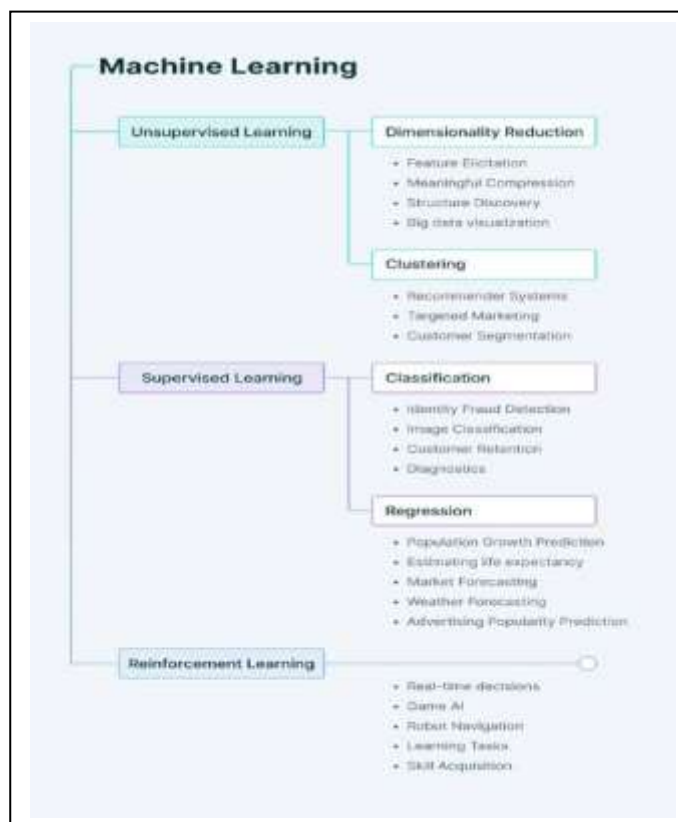 Machine Learning
Unsupervised Learning
Dimensionality Reduction
• Feature Elicitation
• Meaningful Compression
• Structure Discovery
• Big data visualization
Clustering
• Recommender Systems
• Targeted Marketing
• Customer Segmentation
Supervised Learning
Classification
• Identity Fraud Detection
• Image Classification
• Customer Retention
• Diagnostics
Regression
• Population Growth Prediction
• Estimating life expectancy
• Market Forecasting
• Weather Forecasting
• Advertising Popularity Prediction
Reinforcement Learning
• Real-time decisions
• Game AI
• Robot Navigation
• Learning Tasks
• Skill Acquisition